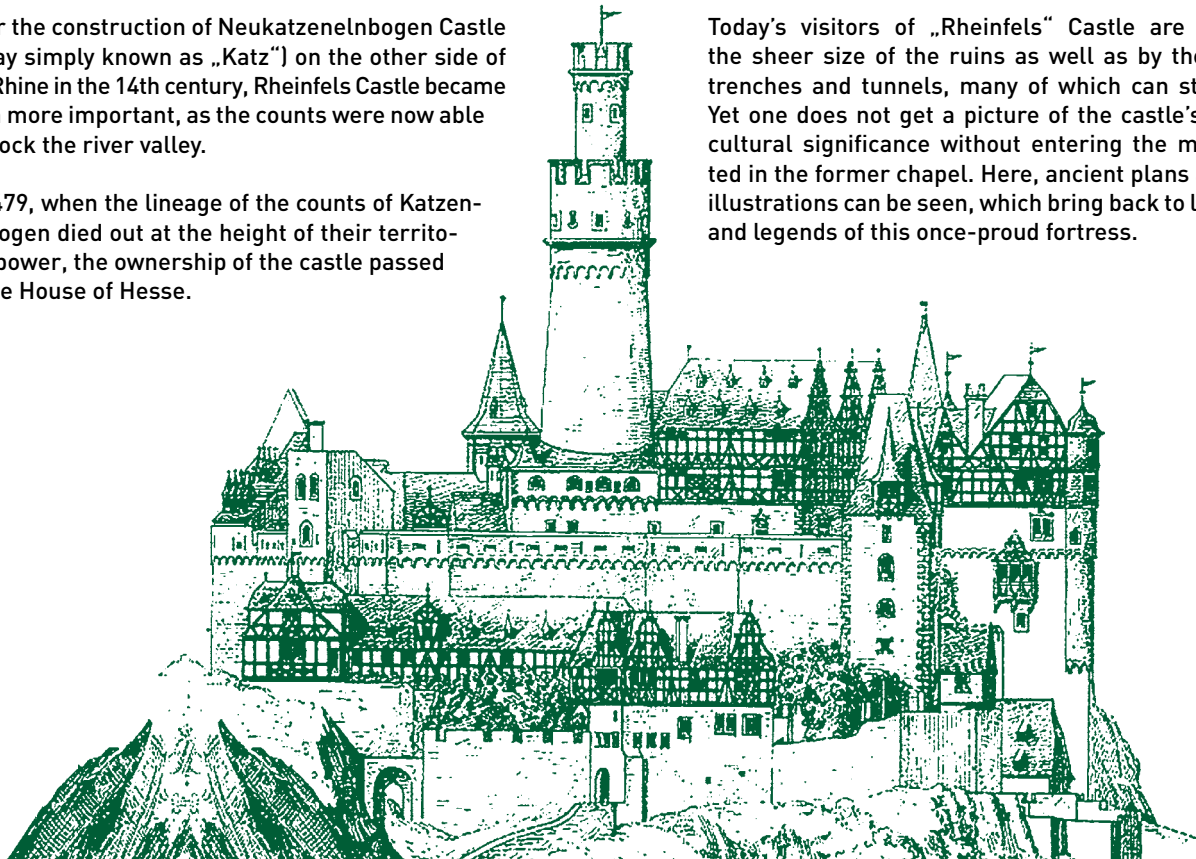 r the construction of Neukatzenelnbogen Castle
ay simply known as „Katz“) on the other side of
Rhine in the 14th century, Rheinfels Castle became
more important, as the counts were now able
ock the river valley.
479, when the lineage of the counts of Katzen-
ogen died out at the height of their territo-
power, the ownership of the castle passed
e House of Hesse.
Today’s visitors of „Rheinfels“ Castle are
the sheer size of the ruins as well as by the
trenches and tunnels, many of which can st
Yet one does not get a picture of the castle’s
cultural significance without entering the m
ted in the former chapel. Here, ancient plans
illustrations can be seen, which bring back to l
and legends of this once-proud fortress.